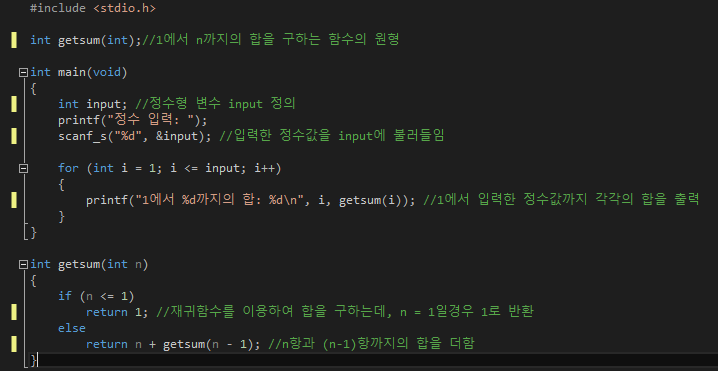 #include <stdio.h>
int getsum(int);//1에서 n까지의 합을 구하는 함수의 원형
int main(void)
{
int input; //정수형 변수 input 정의
printf("정수 입력: ");
scanf_s("%d", &input); //입력한 정수값을 input에 불러들임
for (int i = 1; i <= input; i++)
{
printf("1에서 %d까지의 합: %d\n", i, getsum(i)); //1에서 입력한 정수값까지 각각의 합을 출력
}
}
int getsum(int n)
{
if (n <= 1)
return 1; //재귀함수를 이용하여 합을 구하는데, n = 1일경우 1로 반환
else
return n + getsum(n - 1); //n항과 (n-1)항까지의 합을 더함
}